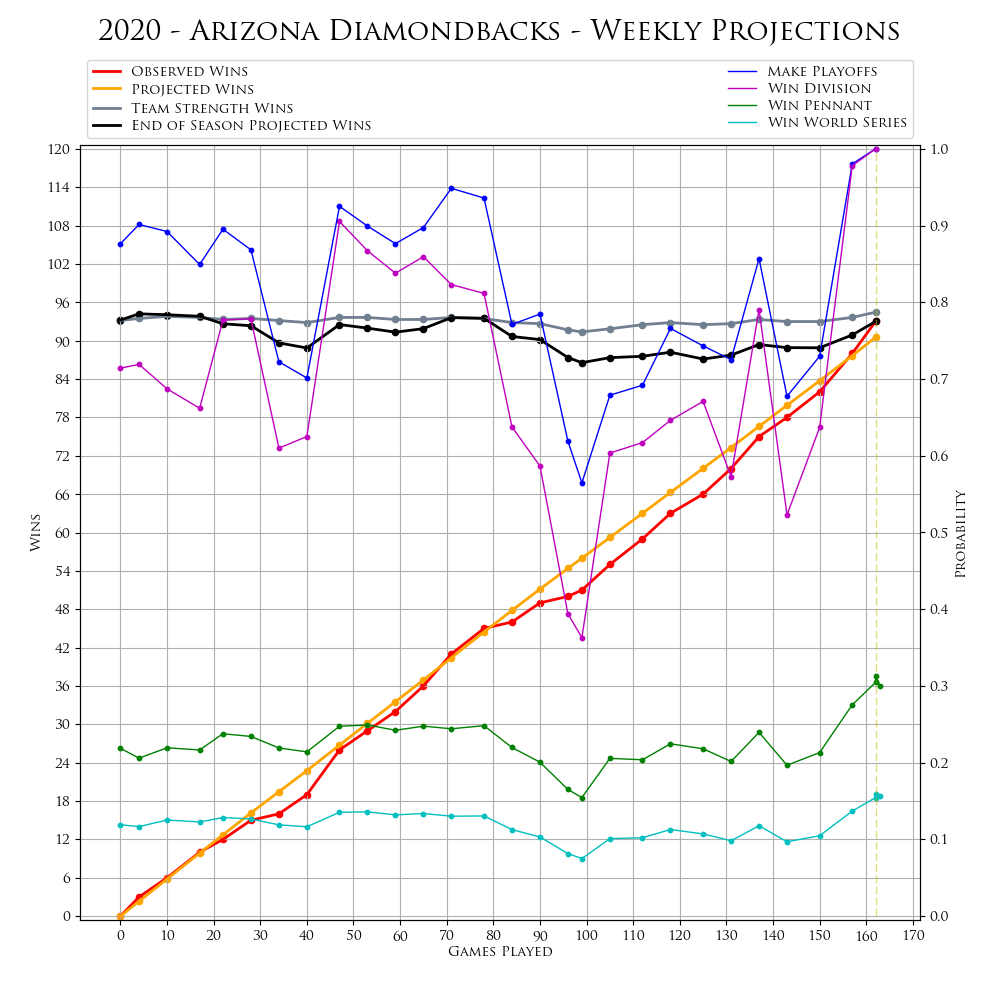 2020 - Arizona Diamondbacks - Weekly Projections
Observed Wins
Projected Wins
Team Strength Wins
End of Season Projected Wins
Make Playoffs
Win Division
Win Pennant
Win World Series
120
114
108
102
96
90
84
78
72
66
60
54
48
42
36
30
24
18
12
6
0
Wins
1.0
0.9
0.8
0.7
0.6
0.5
0.4
0.3
0.2
0.1
0.0
Probability
0 10 20 30 40 50 60 70 80 90 100 110 120 130 140 150 160 170
Games Played